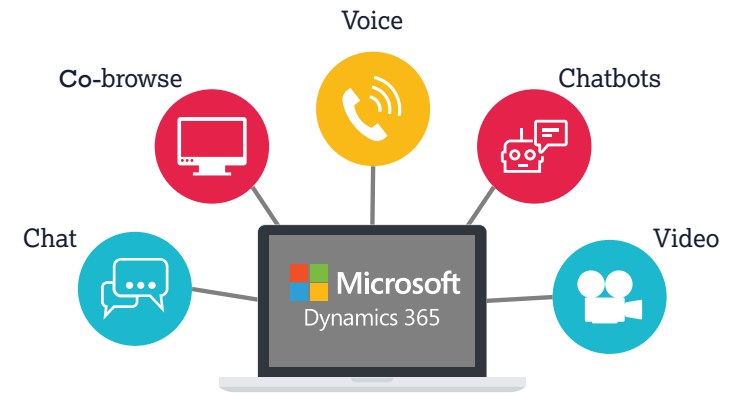 Voice
Co-browse
Chatbots
Chat
Video
Microsoft
Dynamics 365